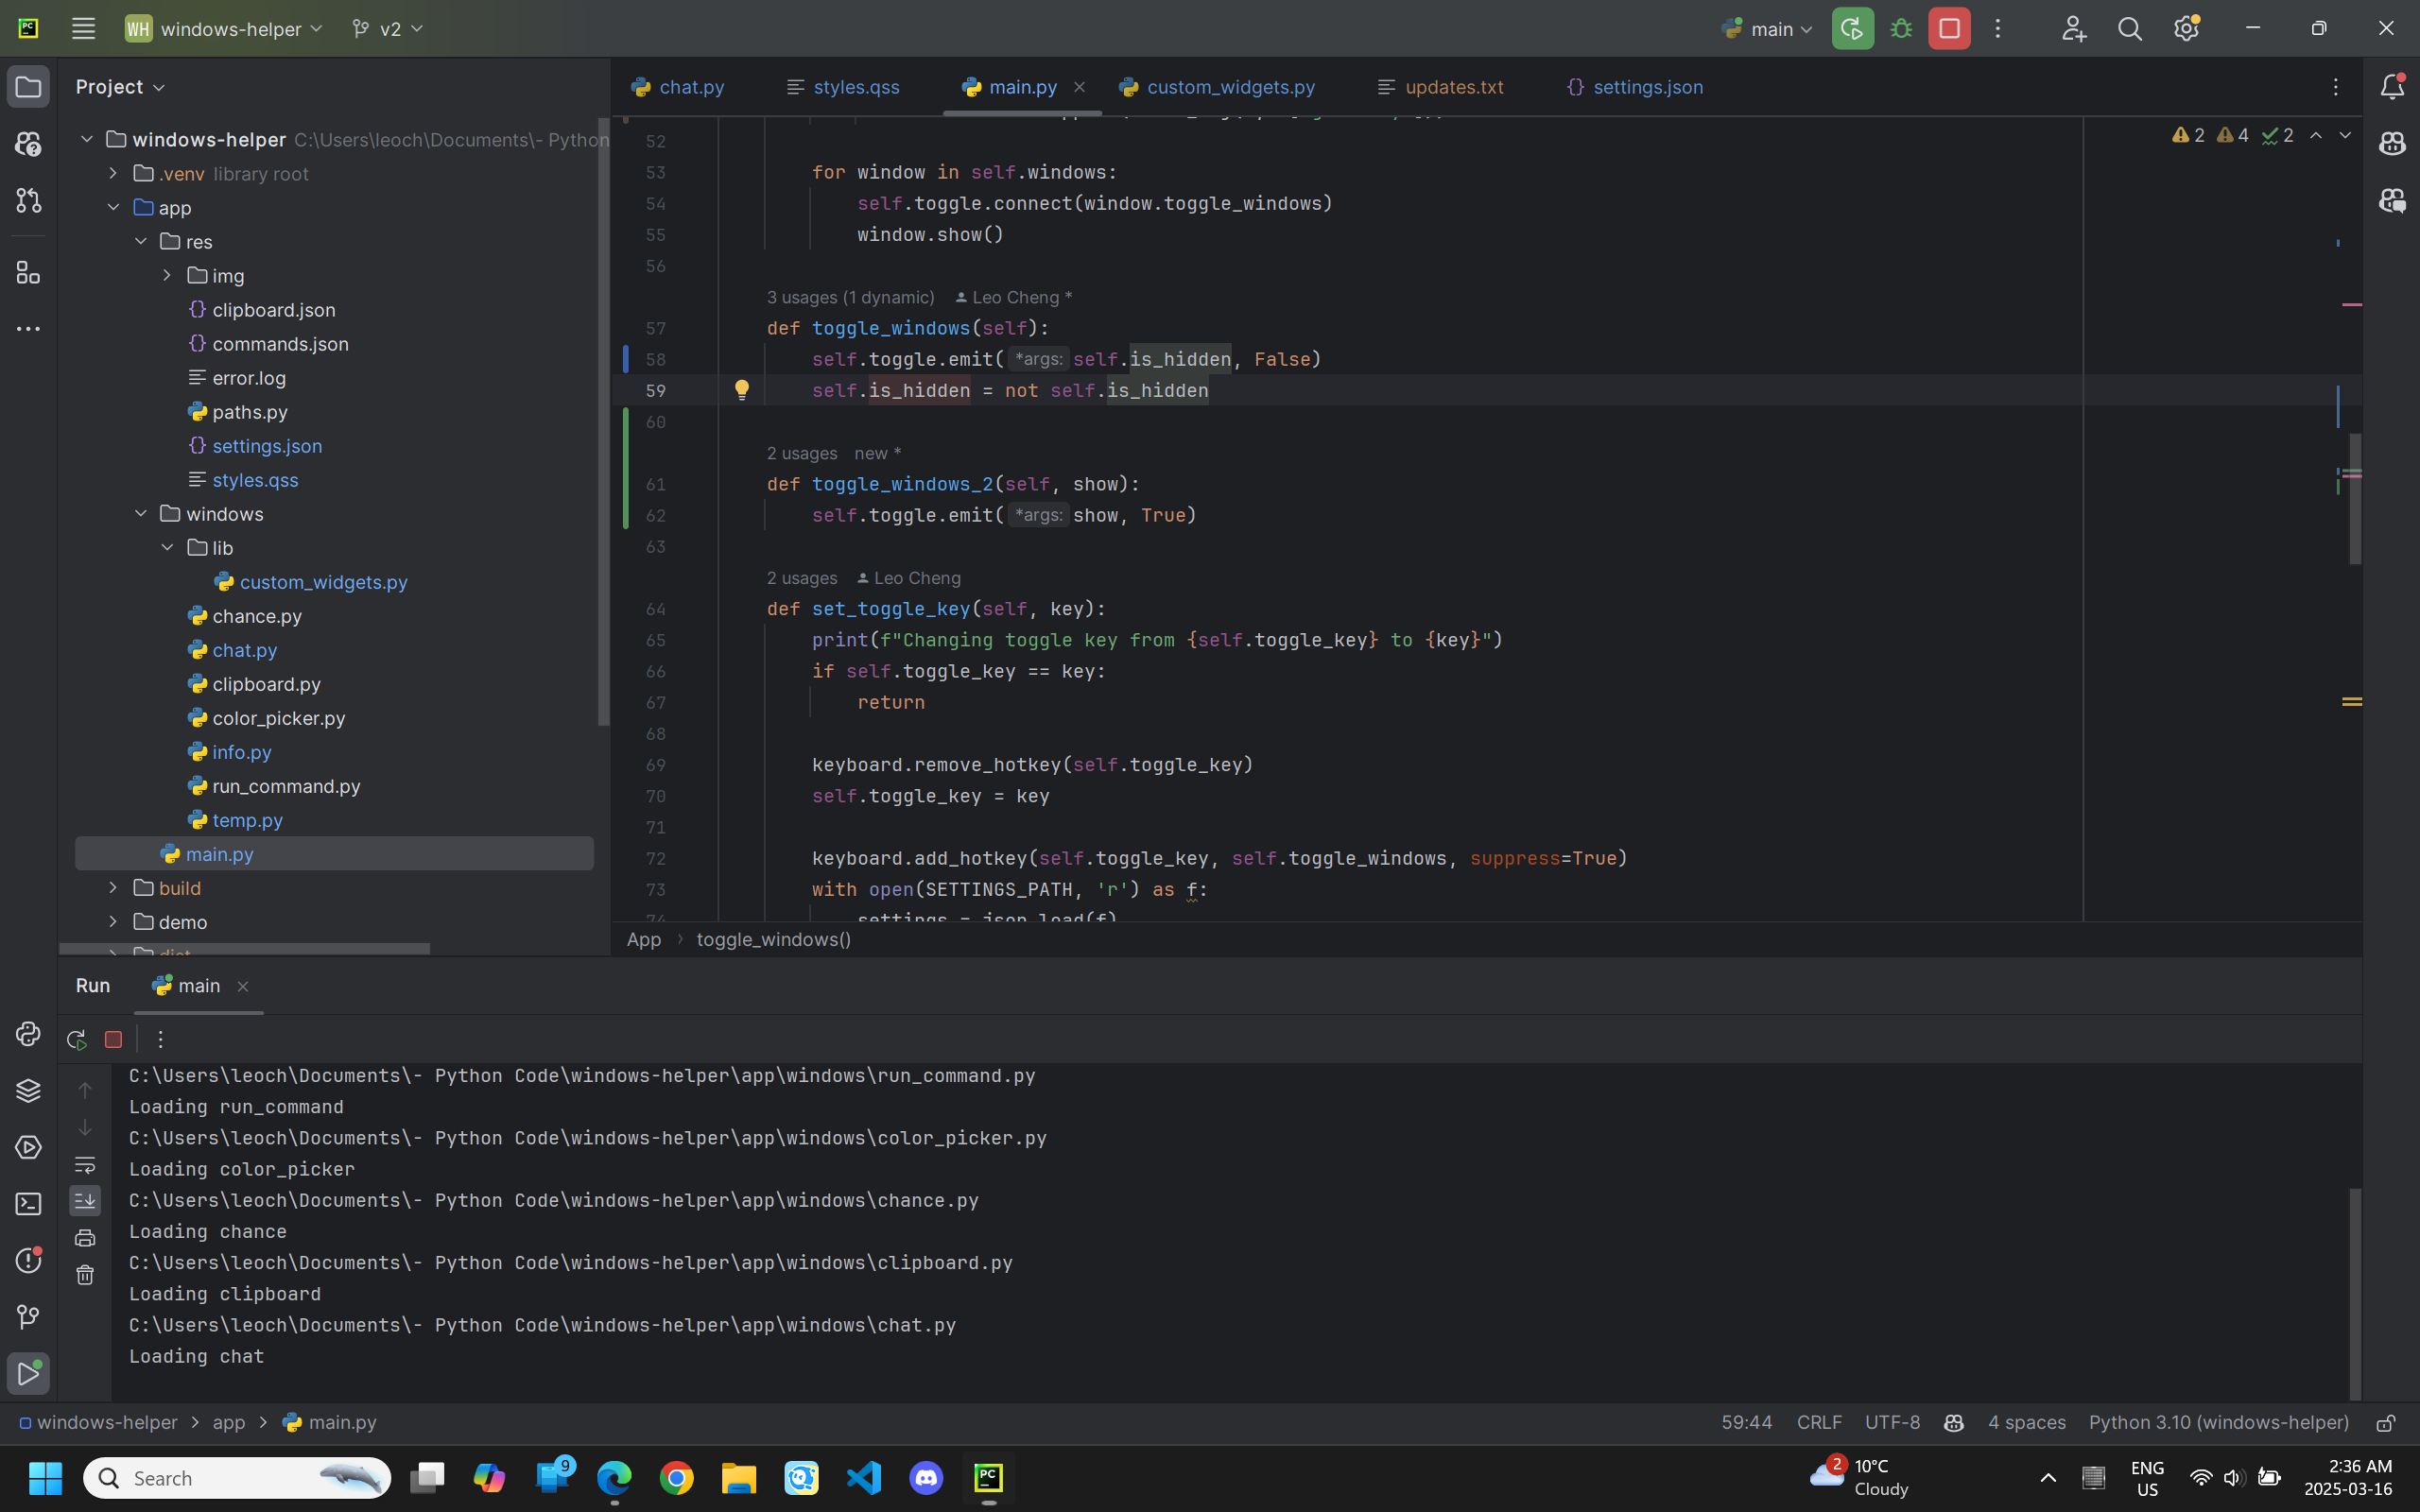 PC WH windows-helper v2 main
Project
chat.py styles.qss main.py custom_widgets.py updates.txt settings.json
windows-helper C:\Users\leoch\Documents\- Python
.venv library root
app
res
img
clipboard.json
commands.json
error.log
paths.py
settings.json
styles.qss
windows
lib
custom_widgets.py
chance.py
chat.py
clipboard.py
color_picker.py
info.py
run_command.py
temp.py
main.py
build
demo
2 4 2
52
53 for window in self.windows:
54 self.toggle.connect(window.toggle_windows)
55 window.show()
56
3 usages (1 dynamic) Leo Cheng *
57 def toggle_windows(self):
58 self.toggle.emit( *args: self.is_hidden, False)
59 self.is_hidden = not self.is_hidden
60
2 usages new *
61 def toggle_windows_2(self, show):
62 self.toggle.emit( *args: show, True)
63
2 usages Leo Cheng
64 def set_toggle_key(self, key):
65 print(f"Changing toggle key from {self.toggle_key} to {key}")
66 if self.toggle_key == key:
67 return
68
69 keyboard.remove_hotkey(self.toggle_key)
70 self.toggle_key = key
71
72 keyboard.add_hotkey(self.toggle_key, self.toggle_windows, suppress=True)
73 with open(SETTINGS_PATH, 'r') as f:
74 settings = json.load(f)
App > toggle_windows()
Run main
C:\Users\leoch\Documents\- Python Code\windows-helper\app\windows\run_command.py
Loading run_command
C:\Users\leoch\Documents\- Python Code\windows-helper\app\windows\color_picker.py
Loading color_picker
C:\Users\leoch\Documents\- Python Code\windows-helper\app\windows\chance.py
Loading chance
C:\Users\leoch\Documents\- Python Code\windows-helper\app\windows\clipboard.py
Loading clipboard
C:\Users\leoch\Documents\- Python Code\windows-helper\app\windows\chat.py
Loading chat
windows-helper > app > main.py 59:44 CRLF UTF-8 4 spaces Python 3.10 (windows-helper)
Search 9 PC 2 10°C ENG 2:36 AM
Cloudy US 2025-03-16